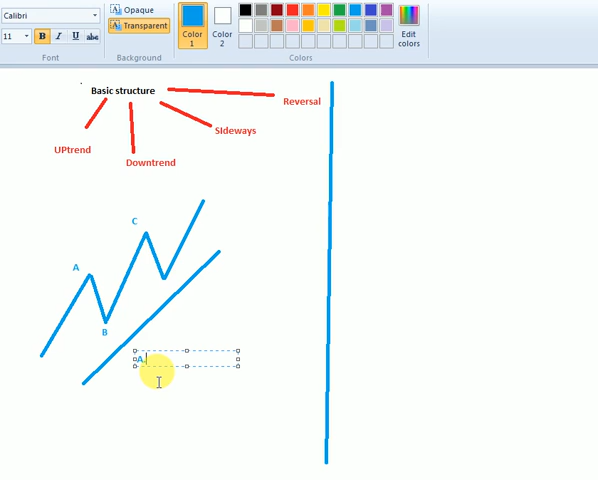 Calibri
Opaque
Transparent
11
B I U abc
Color 1
Color 2
Edit colors
Font
Background
Colors
Basic structure
Reversal
SIdeways
UPtrend
Downtrend
C
A
B
A